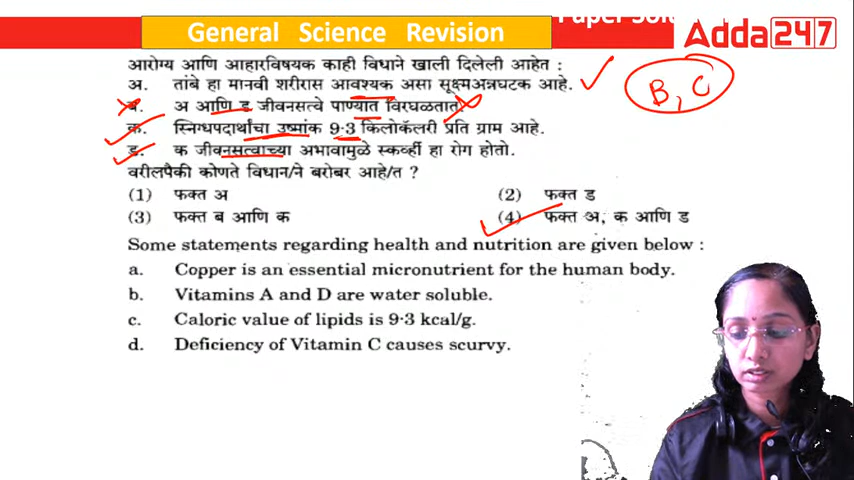 General Science Revision
Adda247
आरोग्य आणि आहारविषयक काही विधाने खाली दिलेली आहेत :
अ. तांबे हा मानवी शरीरास आवश्यक असा सूक्ष्मअन्नघटक आहे.
B, C
ब. अ आणि ड जीवनसत्वे पाण्यात विरघळतात.
क. स्निग्धपदार्थांचा उष्मांक 9·3 किलोकॅलरी प्रति ग्राम आहे.
ड. क जीवनसत्वाच्या अभावामुळे स्कर्व्ही हा रोग होतो.
वरीलपैकी कोणते विधान/ने बरोबर आहे/त ?
(1) फक्त अ (2) फक्त ड
(3) फक्त ब आणि क (4) फक्त अ, क आणि ड
Some statements regarding health and nutrition are given below :
a. Copper is an essential micronutrient for the human body.
b. Vitamins A and D are water soluble.
c. Caloric value of lipids is 9·3 kcal/g.
d. Deficiency of Vitamin C causes scurvy.